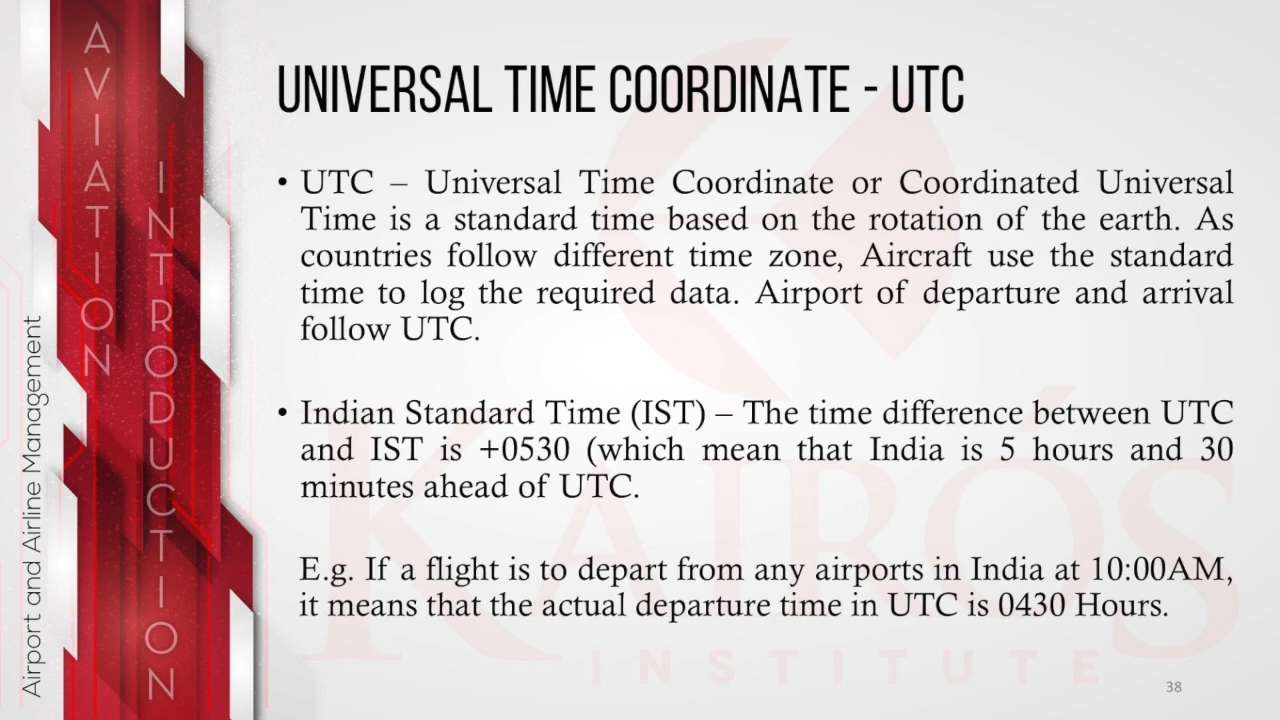 AVIATION
INTRODUCTION
Airport and Airline Management
UNIVERSAL TIME COORDINATE - UTC
• UTC – Universal Time Coordinate or Coordinated Universal
Time is a standard time based on the rotation of the earth. As
countries follow different time zone, Aircraft use the standard
time to log the required data. Airport of departure and arrival
follow UTC.
• Indian Standard Time (IST) – The time difference between UTC
and IST is +0530 (which mean that India is 5 hours and 30
minutes ahead of UTC.
E.g. If a flight is to depart from any airports in India at 10:00AM,
it means that the actual departure time in UTC is 0430 Hours.
KAIRÓS
INSTITUTE
38